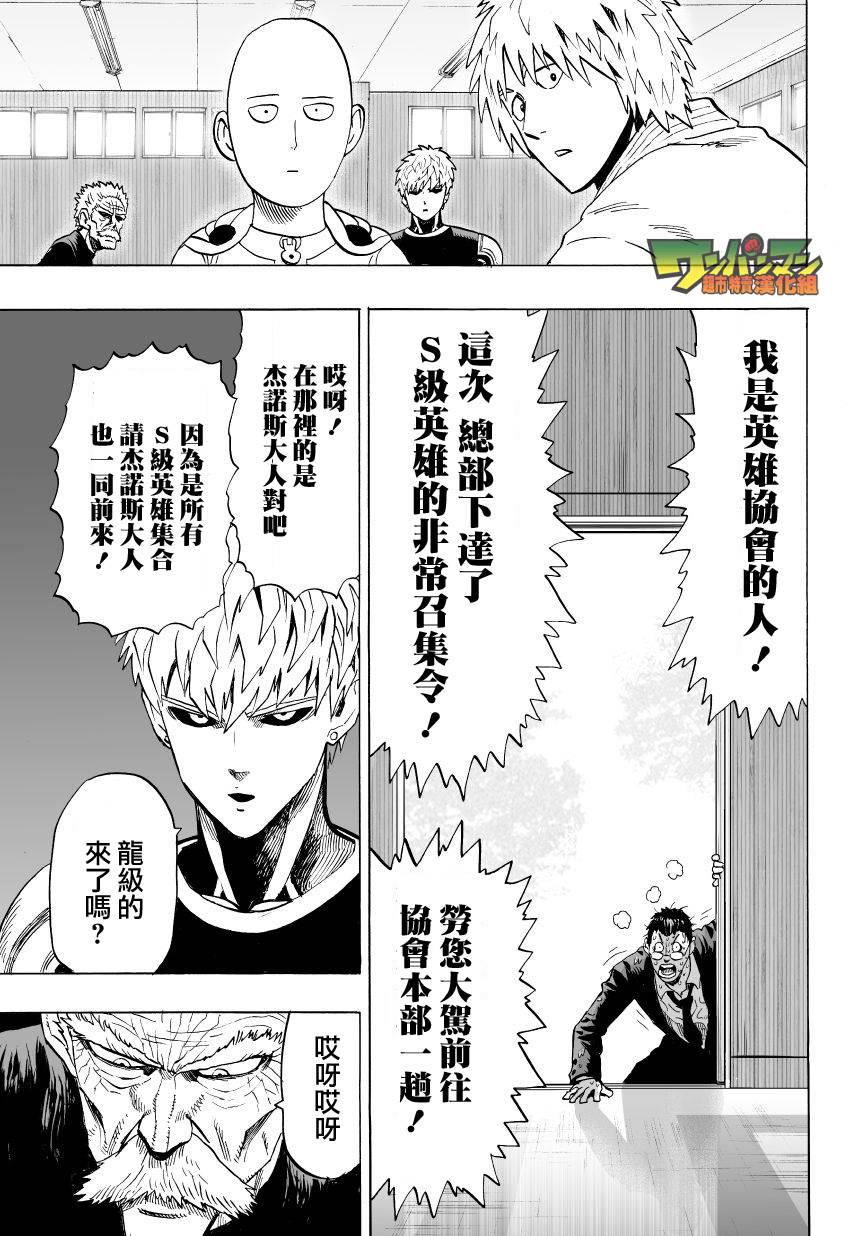 ワンパンマン
超市特賣漢化組
我是英雄協會的人！
這次 總部下達了
S級英雄的非常召集令！
勞您大駕前往
協會本部一趟！
哎呀！
在那裡的是
杰諾斯大人對吧
因為是所有
S級英雄集合
請杰諾斯大人
也一同前來！
龍級的
來了嗎？
哎呀哎呀